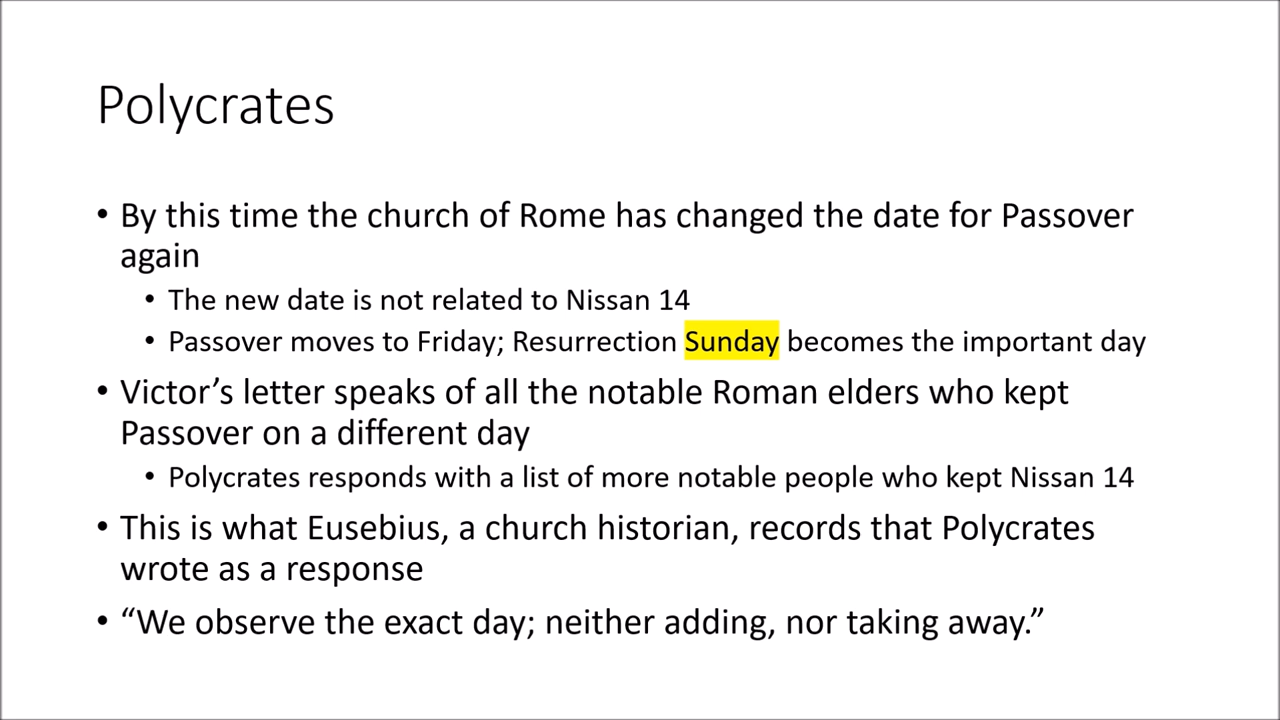 Polycrates
• By this time the church of Rome has changed the date for Passover
again
• The new date is not related to Nissan 14
• Passover moves to Friday; Resurrection Sunday becomes the important day
• Victor’s letter speaks of all the notable Roman elders who kept
Passover on a different day
• Polycrates responds with a list of more notable people who kept Nissan 14
• This is what Eusebius, a church historian, records that Polycrates
wrote as a response
• “We observe the exact day; neither adding, nor taking away.”